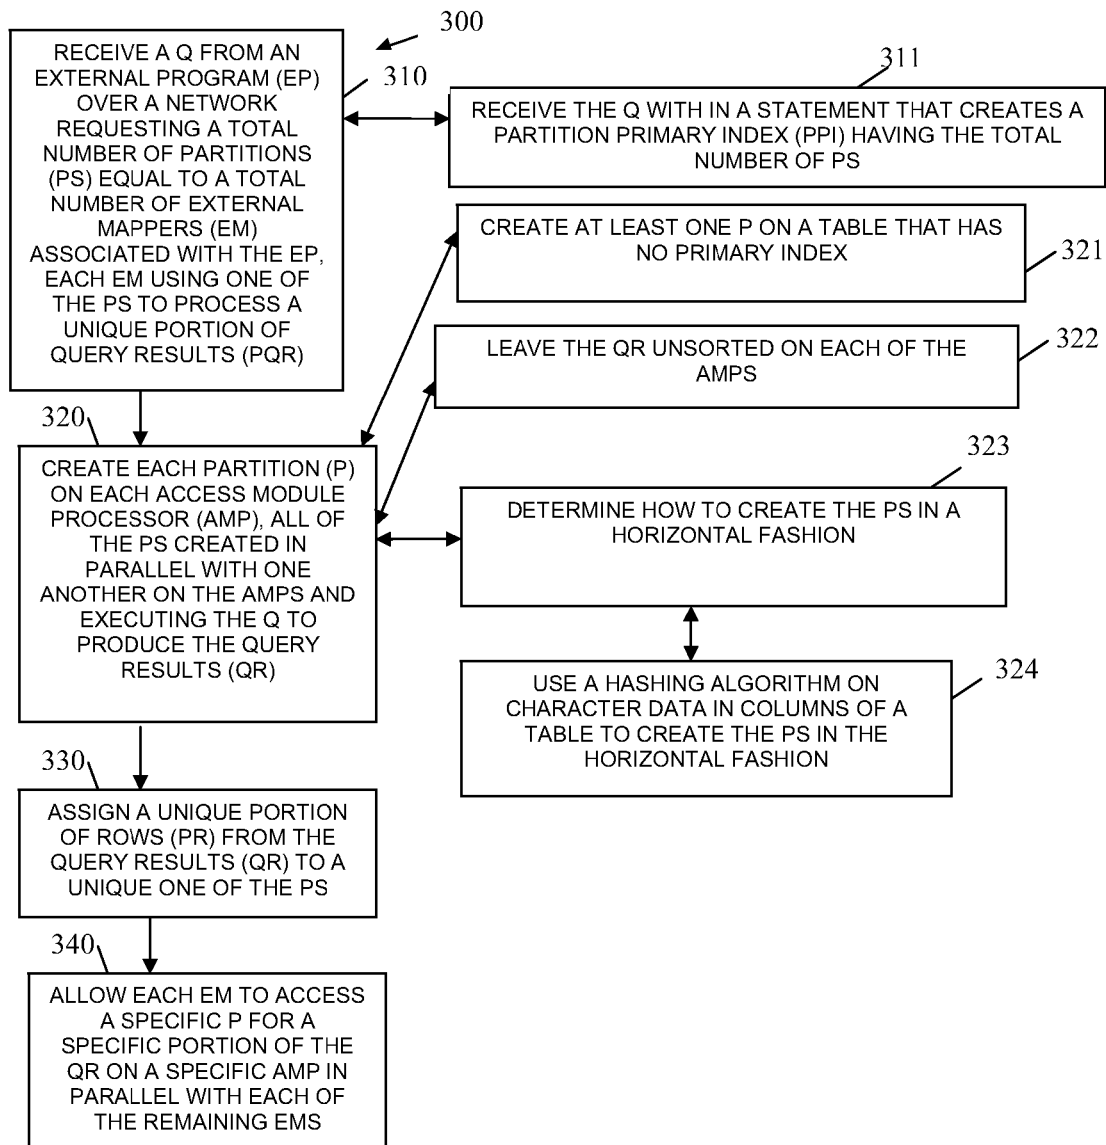 300
RECEIVE A Q FROM AN
EXTERNAL PROGRAM (EP)
OVER A NETWORK
REQUESTING A TOTAL
NUMBER OF PARTITIONS
(PS) EQUAL TO A TOTAL
NUMBER OF EXTERNAL
MAPPERS (EM)
ASSOCIATED WITH THE EP,
EACH EM USING ONE OF
THE PS TO PROCESS A
UNIQUE PORTION OF
QUERY RESULTS (PQR)
310
311
RECEIVE THE Q WITH IN A STATEMENT THAT CREATES A
PARTITION PRIMARY INDEX (PPI) HAVING THE TOTAL
NUMBER OF PS
CREATE AT LEAST ONE P ON A TABLE THAT HAS
NO PRIMARY INDEX
321
LEAVE THE QR UNSORTED ON EACH OF THE
AMPS
322
320
CREATE EACH PARTITION (P)
ON EACH ACCESS MODULE
PROCESSOR (AMP), ALL OF
THE PS CREATED IN
PARALLEL WITH ONE
ANOTHER ON THE AMPS AND
EXECUTING THE Q TO
PRODUCE THE QUERY
RESULTS (QR)
323
DETERMINE HOW TO CREATE THE PS IN A
HORIZONTAL FASHION
324
USE A HASHING ALGORITHM ON
CHARACTER DATA IN COLUMNS OF A
TABLE TO CREATE THE PS IN THE
HORIZONTAL FASHION
330
ASSIGN A UNIQUE PORTION
OF ROWS (PR) FROM THE
QUERY RESULTS (QR) TO A
UNIQUE ONE OF THE PS
340
ALLOW EACH EM TO ACCESS
A SPECIFIC P FOR A
SPECIFIC PORTION OF THE
QR ON A SPECIFIC AMP IN
PARALLEL WITH EACH OF
THE REMAINING EMS